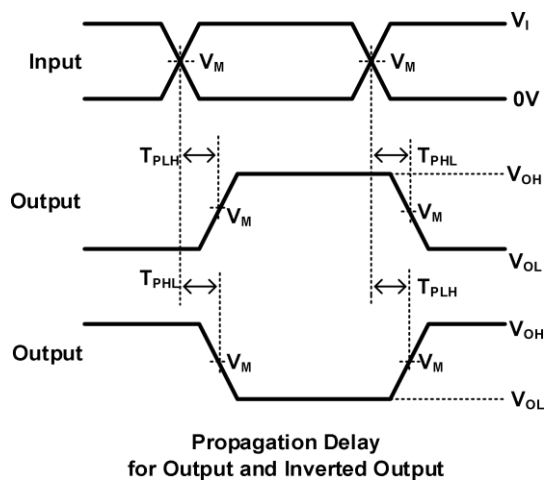 VI
Input VM VM
0V
TPLH TPHL
VOH
Output VM VM
VOL
TPHL TPLH
VOH
Output VM VM
VOL
Propagation Delay
for Output and Inverted Output